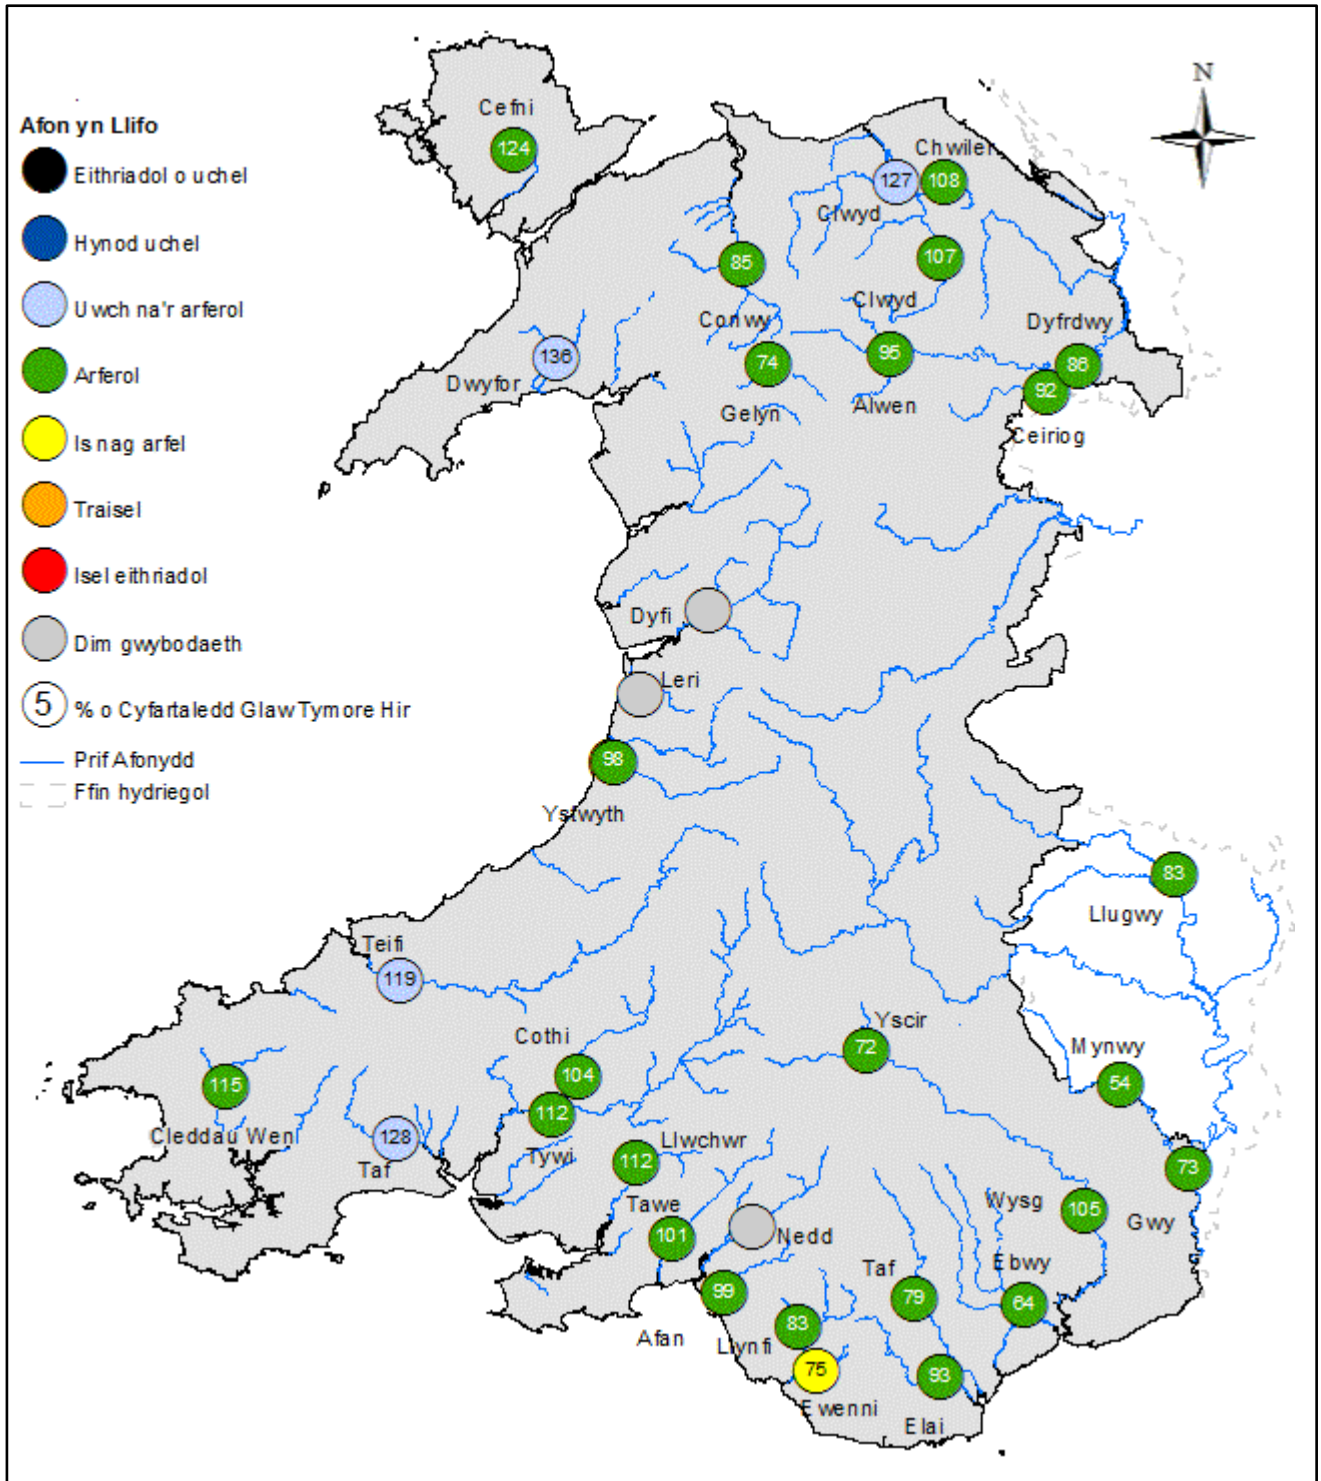 N
Afon yn Llifo
Eithriadol o uchel
Hynod uchel
Uwch na'r arferol
Arferol
Is nag arfel
Traisel
Isel eithriadol
Dim gwybodaeth
5 % o Cyfartaledd Glaw Tymore Hir
Prif Afonydd
Ffin hydriegol
Cefni
124
Chwiler
127
108
Clwyd
107
85
Clwyd
Conwy
Dyfrdwy
136
74
95
86
Dwyfor
92
Gelyn
Alwen
Ceiriog
Dyfi
Leri
98
Ystwyth
83
Llugwy
Teifi
119
Yscir
Cothi
72
Mynwy
104
54
115
112
Cleddau Wen
128
Taf
Tywi
Llwchwr
112
73
Tawe
Wysg
105
Gwy
101
Nedd
Taf
Ebwy
99
79
64
Afan
83
Llynfi
75
93
Ewenni
Elai